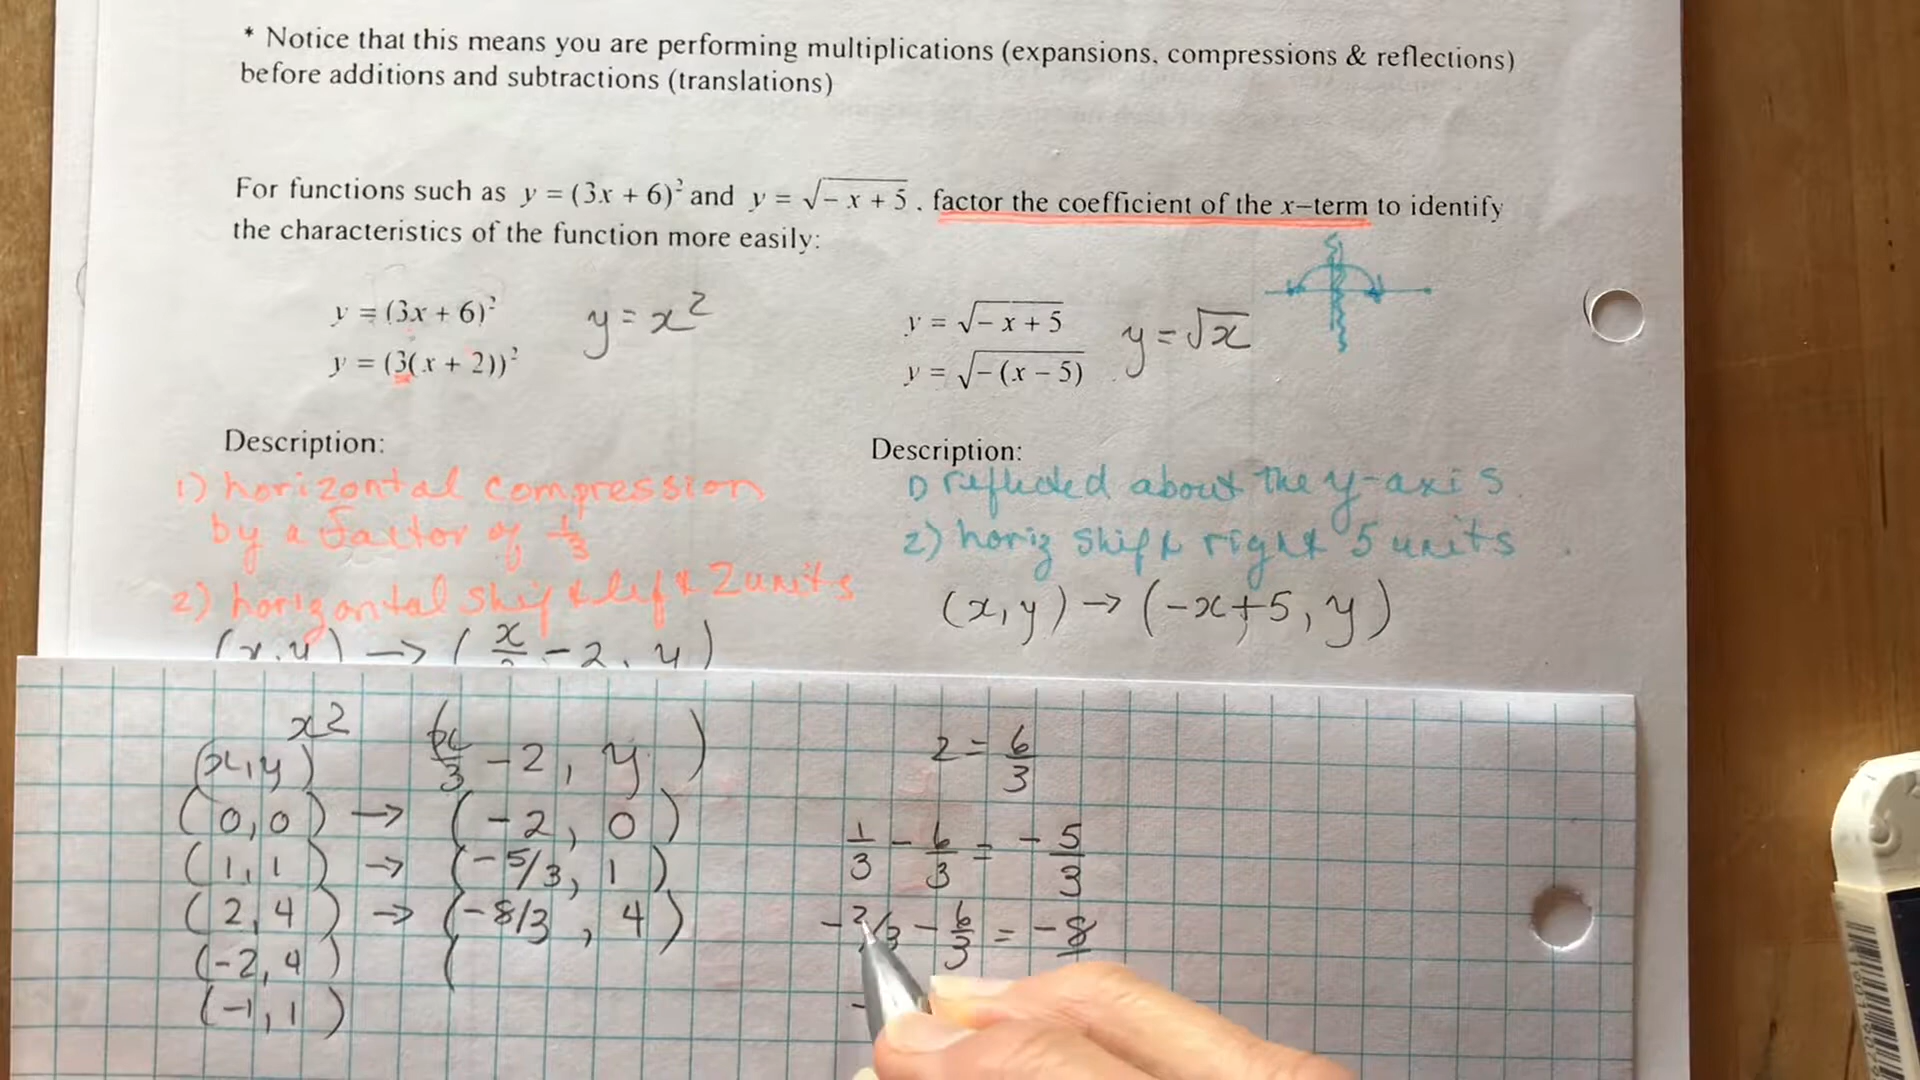 * Notice that this means you are performing multiplications (expansions, compressions & reflections)
before additions and subtractions (translations)
For functions such as y = (3x + 6)² and y = √(- x + 5) , factor the coefficient of the x-term to identify
the characteristics of the function more easily:
y = (3x + 6)²
y = (3(x + 2))²
y = x²
Description:
1) horizontal compression
by a factor of 1/3
2) horizontal shift left 2 units
(x,y) → (x/3 - 2, y)
y = √(- x + 5)
y = √(- (x - 5))
y = √x
Description:
1) reflected about the y-axis
2) horiz shift right 5 units
(x,y) → (-x+5, y)
x²
(x,y) (x/3 - 2, y)
(0,0) → (-2, 0)
(1,1) → (-5/3, 1)
(2,4) → (-8/3, 4)
(-2,4) (
(-1,1)
2 = 6/3
1/3 - 6/3 = -5/3
-2/3 - 6/3 = -8
-